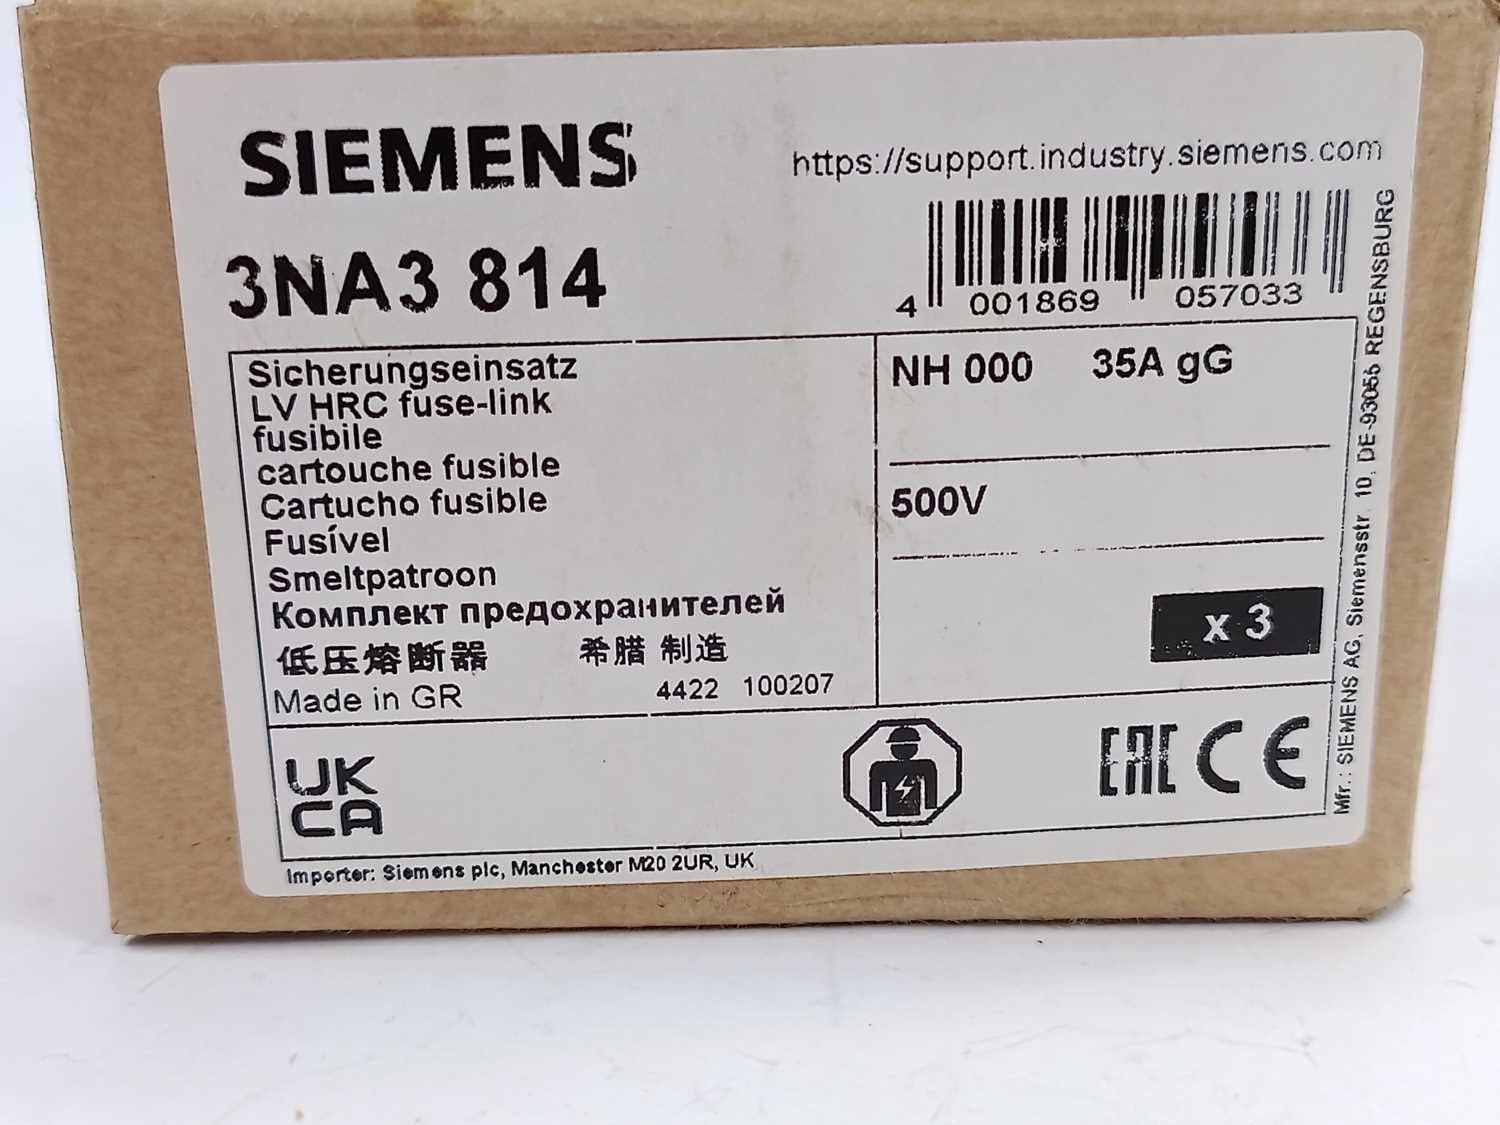 SIEMENS
https://support.industry.siemens.com
3NA3 814
4 001869 057033
Sicherungseinsatz
LV HRC fuse-link
fusibile
cartouche fusible
Cartucho fusible
Fusível
Smeltpatroon
Комплект предохранителей
低压熔断器 希腊 制造
Made in GR 4422 100207
NH 000 35A gG
500V
x 3
UK
CA
EAC CE
Importer: Siemens plc, Manchester M20 2UR, UK
Mfr.: SIEMENS AG, Siemensstr. 10, DE-93055 REGENSBURG